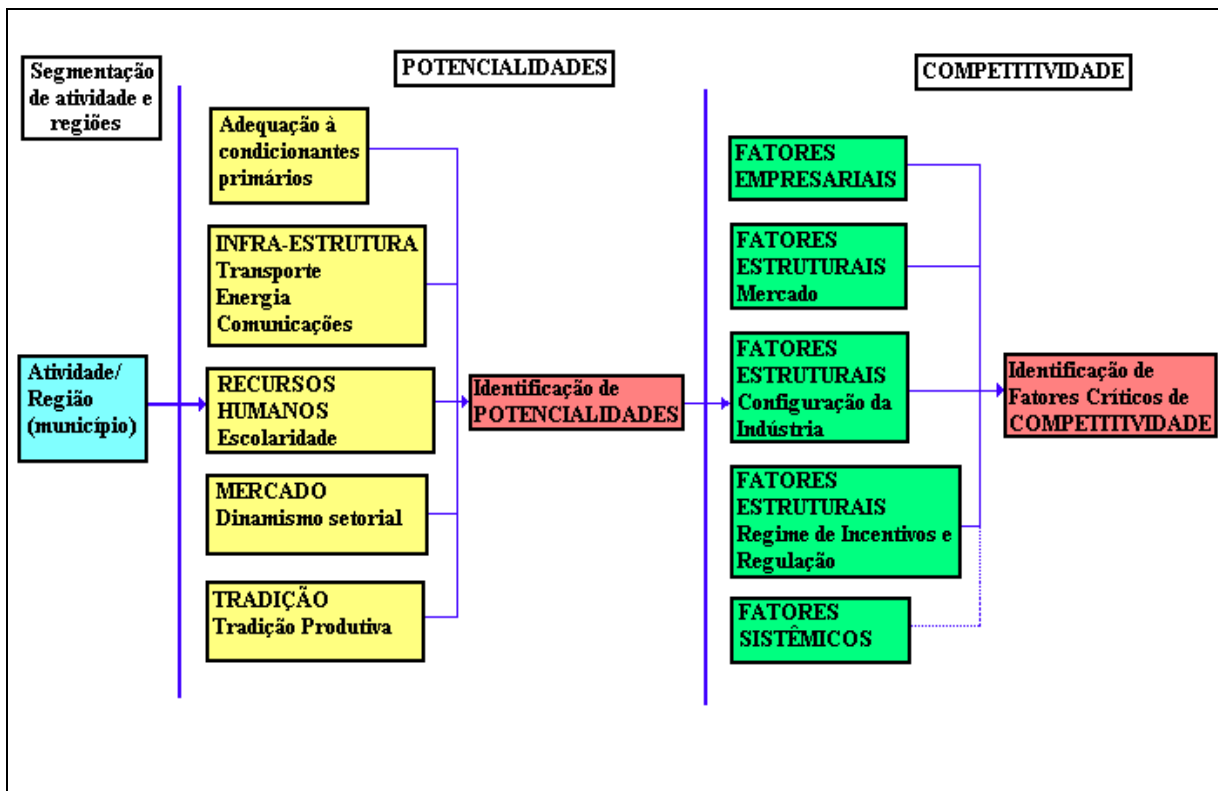 Segmentação
de atividade e
regiões
POTENCIALIDADES
COMPETITVIDADE
Adequação à
condicionantes
primários
INFRA-ESTRUTURA
Transporte
Energia
Comunicações
Atividade/
Região
(município)
RECURSOS
HUMANOS
Escolaridade
MERCADO
Dinamismo setorial
TRADIÇÃO
Tradição Produtiva
Identificação de
POTENCIALIDADES
FATORES
EMPRESARIAIS
FATORES
ESTRUTURAIS
Mercado
FATORES
ESTRUTURAIS
Configuração da
Indústria
FATORES
ESTRUTURAIS
Regime de Incentivos e
Regulação
FATORES
SISTÊMICOS
Identificação de
Fatores Críticos de
COMPETITVIDADE